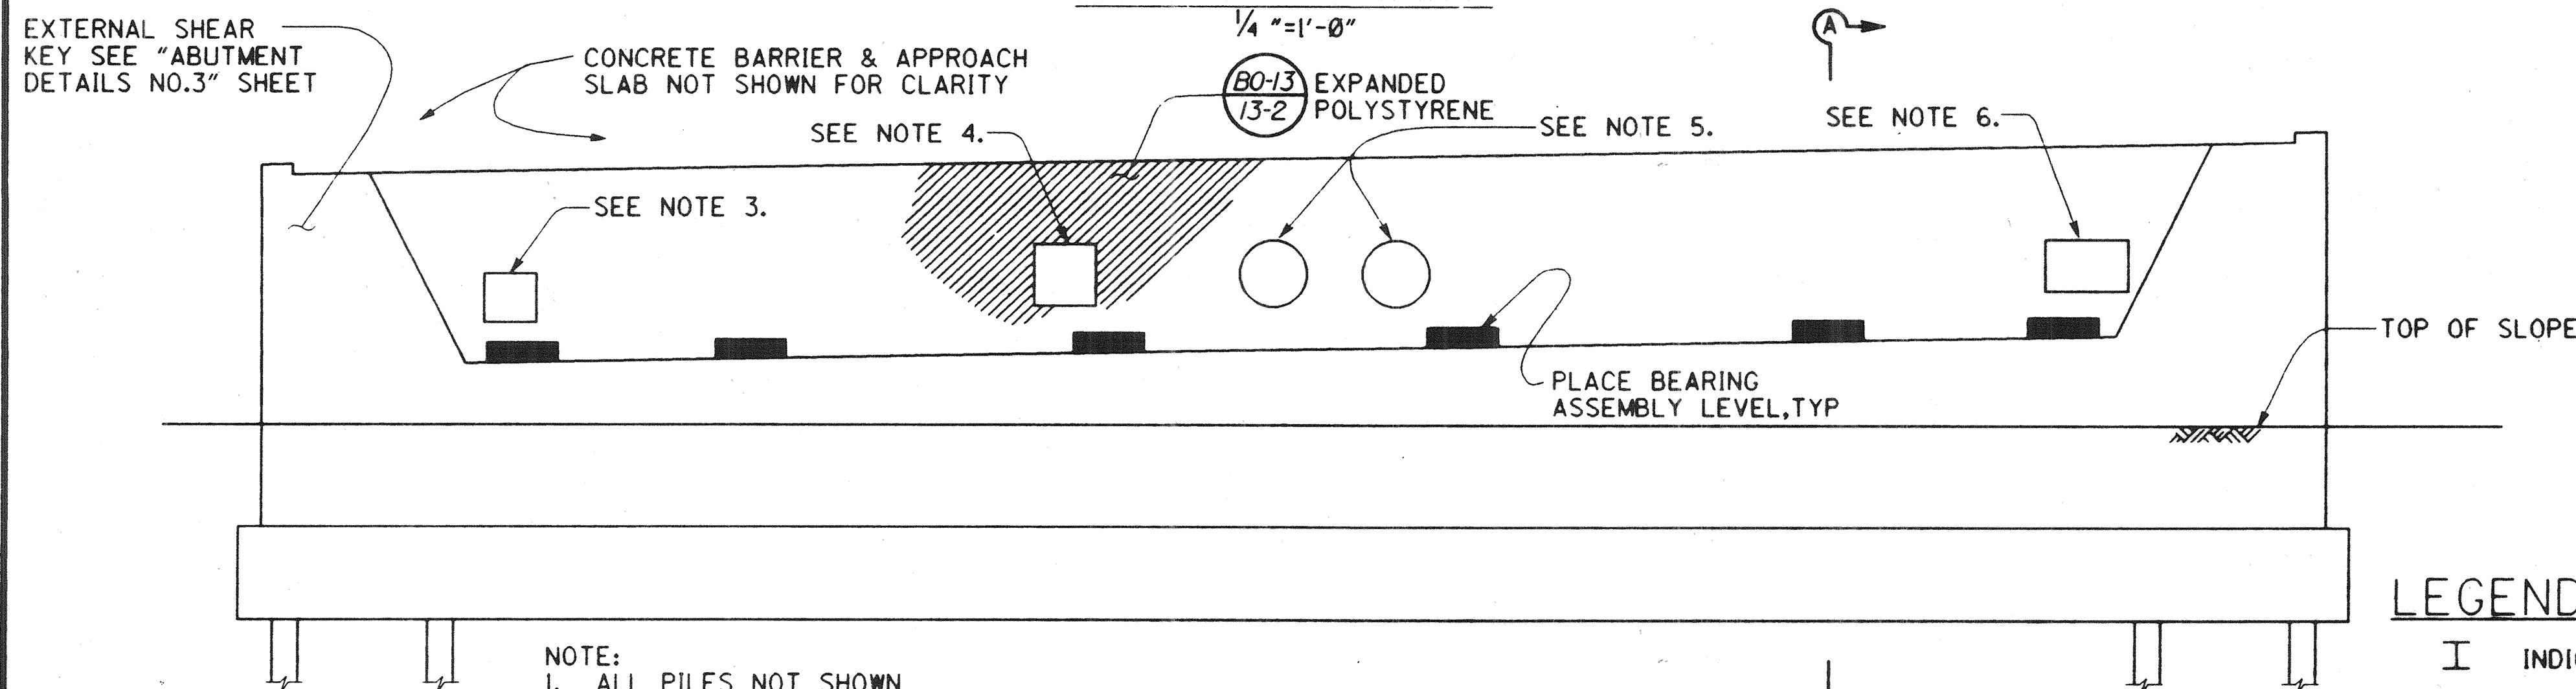 EXTERNAL SHEAR
KEY SEE "ABUTMENT
DETAILS NO.3" SHEET
CONCRETE BARRIER & APPROACH
SLAB NOT SHOWN FOR CLARITY
1/4 "=1'-0"
BO-13
13-2
EXPANDED
POLYSTYRENE
A
SEE NOTE 4.
SEE NOTE 5.
SEE NOTE 6.
SEE NOTE 3.
TOP OF SLOPE
PLACE BEARING
ASSEMBLY LEVEL,TYP
LEGEND
I INDI
NOTE:
1. ALL PILES NOT SHOWN